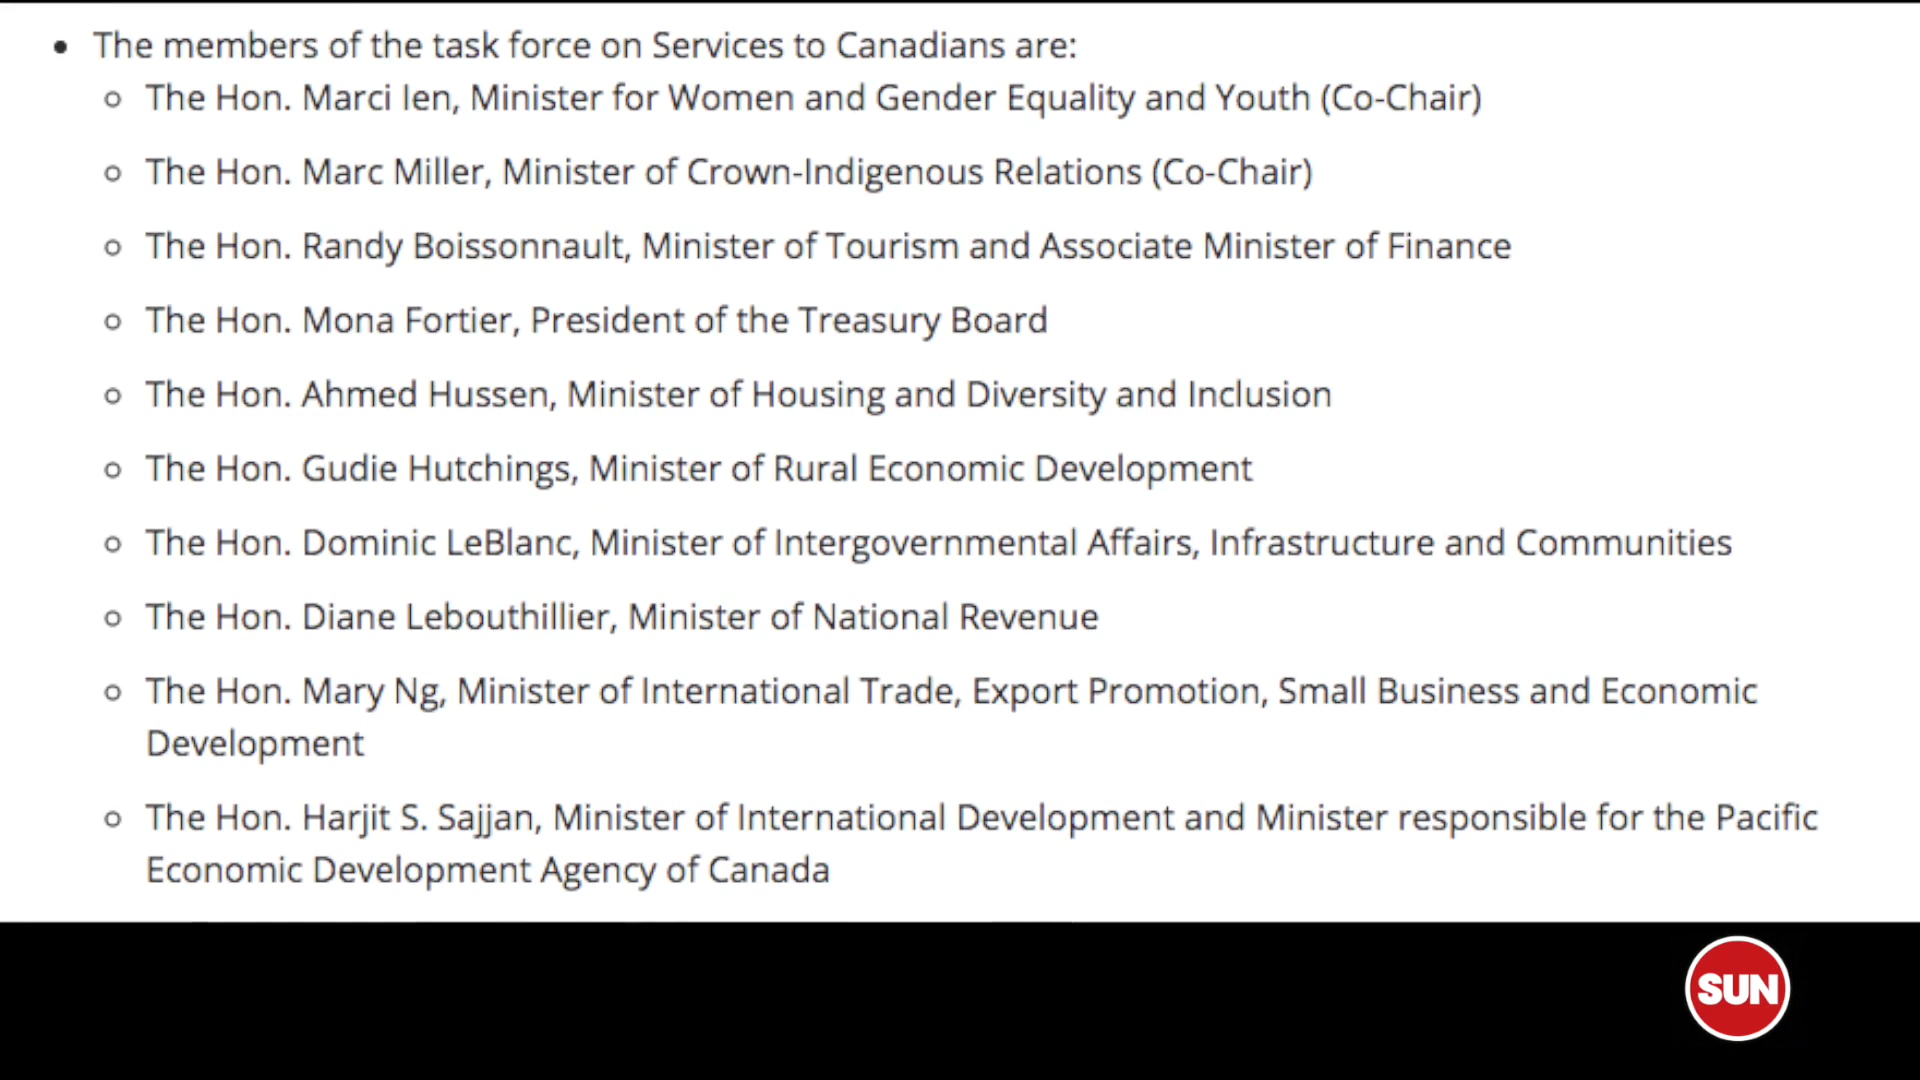 • The members of the task force on Services to Canadians are:
○ The Hon. Marci Ien, Minister for Women and Gender Equality and Youth (Co-Chair)
○ The Hon. Marc Miller, Minister of Crown-Indigenous Relations (Co-Chair)
○ The Hon. Randy Boissonnault, Minister of Tourism and Associate Minister of Finance
○ The Hon. Mona Fortier, President of the Treasury Board
○ The Hon. Ahmed Hussen, Minister of Housing and Diversity and Inclusion
○ The Hon. Gudie Hutchings, Minister of Rural Economic Development
○ The Hon. Dominic LeBlanc, Minister of Intergovernmental Affairs, Infrastructure and Communities
○ The Hon. Diane Lebouthillier, Minister of National Revenue
○ The Hon. Mary Ng, Minister of International Trade, Export Promotion, Small Business and Economic
Development
○ The Hon. Harjit S. Sajjan, Minister of International Development and Minister responsible for the Pacific
Economic Development Agency of Canada
SUN